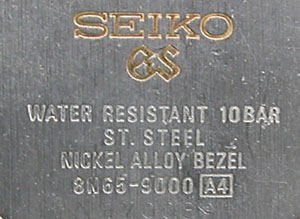 SEIKO
GS
WATER RESISTANT 10BAR
ST. STEEL
NICKEL ALLOY BEZEL
8N65-9000 A4